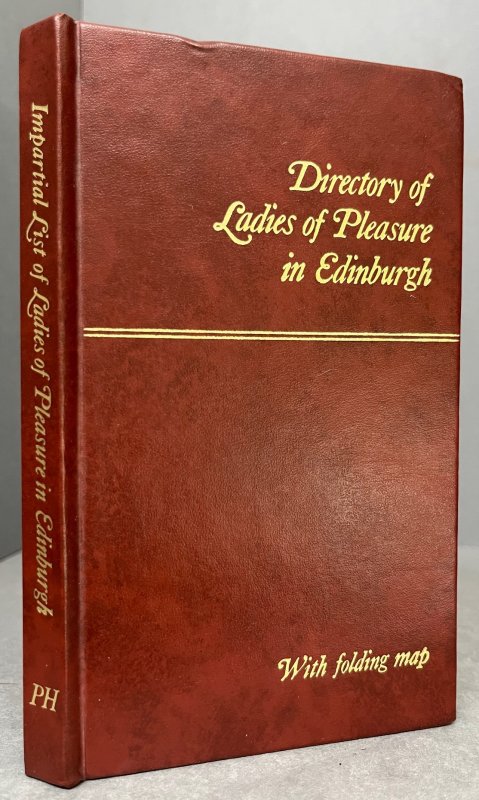 Impartial List of Ladies of Pleasure in Edinburgh
PH
Directory of
Ladies of Pleasure
in Edinburgh
With folding map